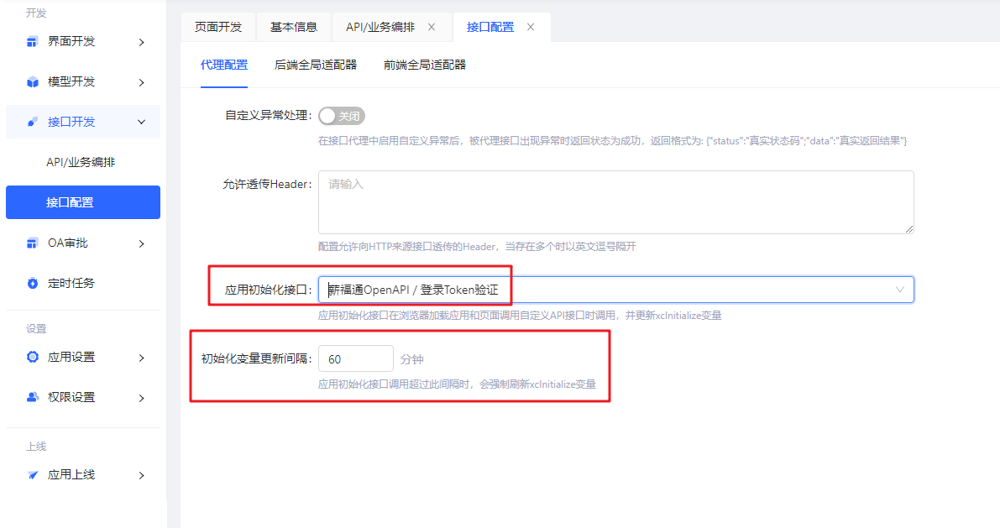 开发
界面开发
模型开发
接口开发
API/业务编排
接口配置
OA审批
定时任务
设置
应用设置
权限设置
上线
应用上线
页面开发 基本信息 API/业务编排 接口配置
代理配置 后端全局适配器 前端全局适配器
自定义异常处理: 关闭
在接口代理中启用自定义异常后，被代理接口出现异常时返回状态为成功，返回格式为: {"status":"真实状态码";"data":"真实返回结果"}
允许透传Header: 请输入
配置允许向HTTP来源接口透传的Header，当存在多个时以英文逗号隔开
应用初始化接口: 薪福通OpenAPI / 登录Token验证
应用初始化接口在浏览器加载应用和页面调用自定义API接口时调用，并更新xcInitialize变量
初始化变量更新间隔: 60 分钟
应用初始化接口调用超过此间隔时，会强制刷新xcInitialize变量